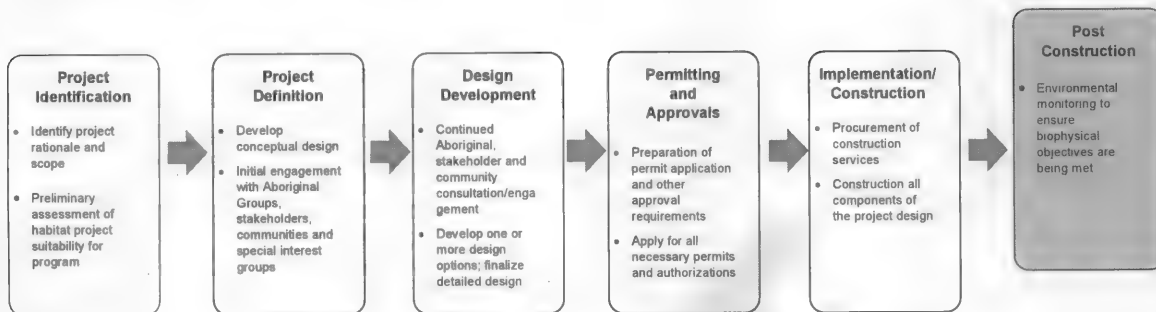 Project
Identification
• Identify project
rationale and
scope
• Preliminary
assessment of
habitat project
suitability for
program
Project
Definition
• Develop
conceptual design
• Initial engagement
with Aboriginal
Groups,
stakeholders,
communities and
special interest
groups
Design
Development
• Continued
Aboriginal,
stakeholder and
community
consultation/enga
gement
• Develop one or
more design
options; finalize
detailed design
Permitting
and
Approvals
• Preparation of
permit application
and other
approval
requirements
• Apply for all
necessary permits
and authorizations
Implementation/
Construction
• Procurement of
construction
services
• Construction all
components of
the project design
Post
Construction
• Environmental
monitoring to
ensure
biophysical
objectives are
being met